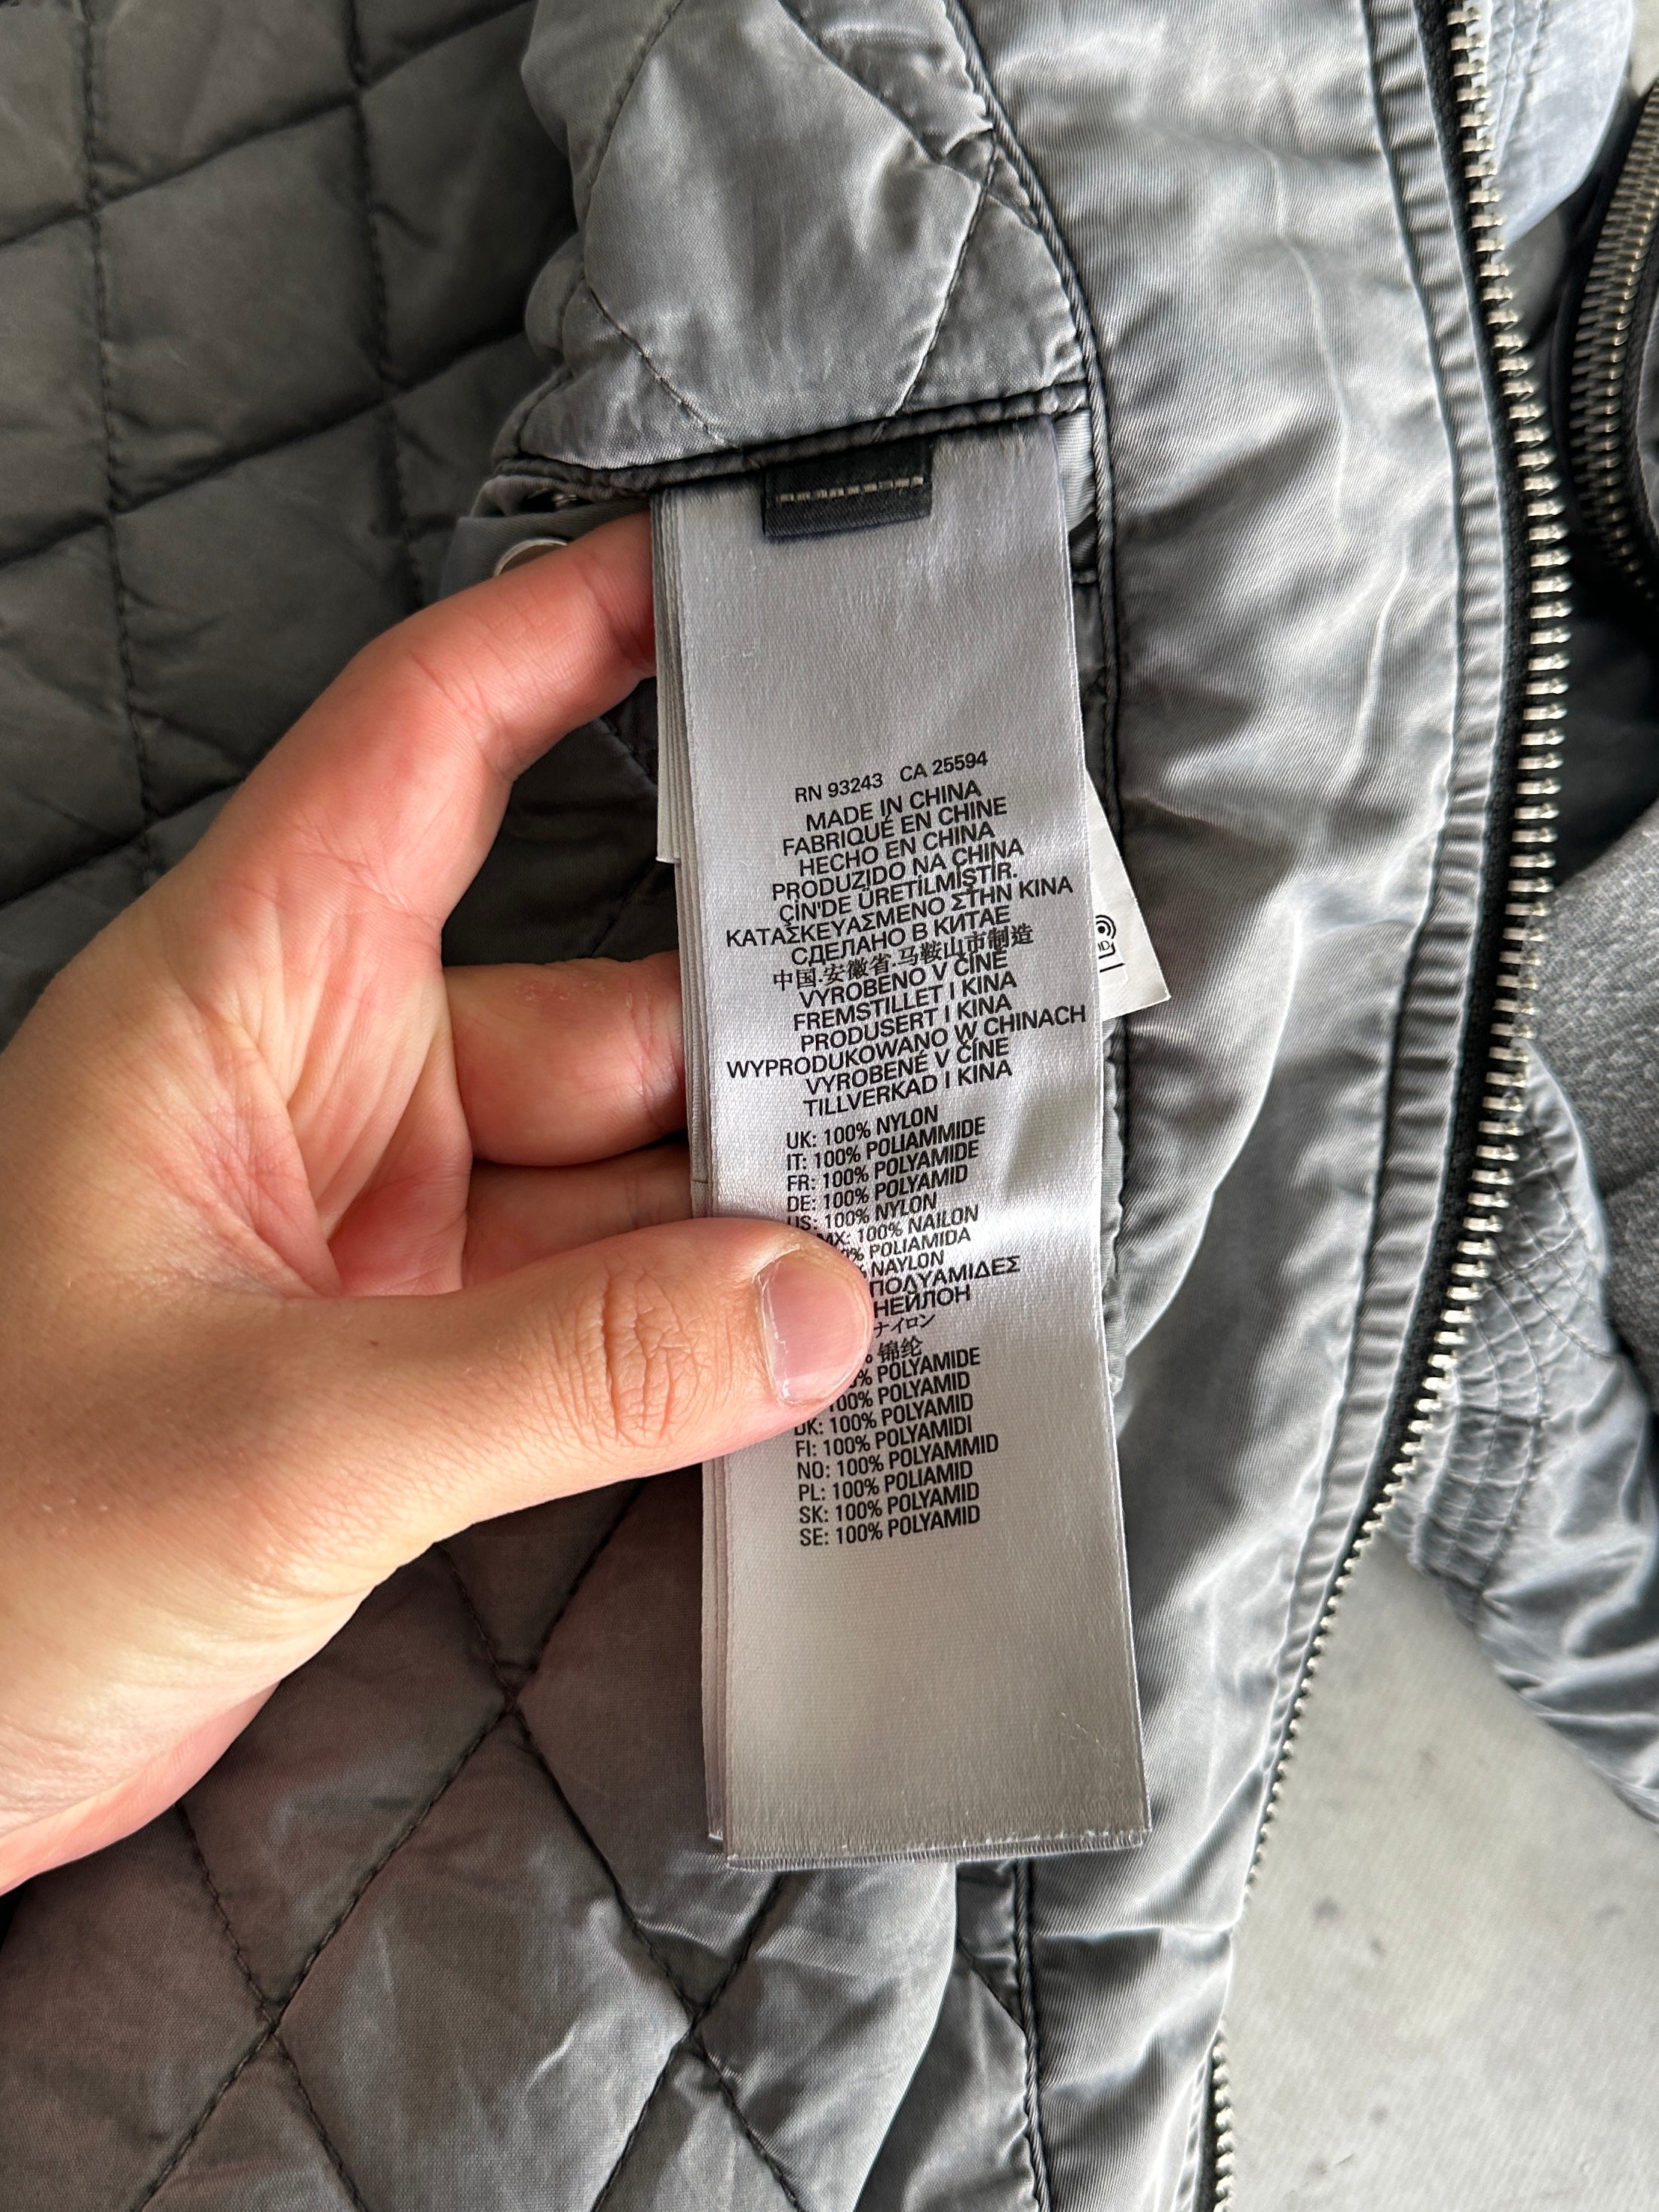 RN 93243 CA 25594
MADE IN CHINA
FABRIQUÉ EN CHINE
HECHO EN CHINA
PRODUZIDO NA CHINA
ÇİN'DE ÜRETİLMİŞTİR.
ΚΑΤΑΣΚΕΥΑΣΜΕΝΟ ΣΤΗΝ ΚΙΝΑ
СДЕЛАНО В КИТАЕ
中国.安徽省.马鞍山市制造
VYROBENO V ČÍNĚ
FREMSTILLET I KINA
PRODUSERT I KINA
WYPRODUKOWANO W CHINACH
VYROBENÉ V ČÍNE
TILLVERKAD I KINA
UK: 100% NYLON
IT: 100% POLIAMMIDE
FR: 100% POLYAMIDE
DE: 100% POLYAMID
US: 100% NYLON
MX: 100% NAILON
% POLIAMIDA
% NAYLON
ΠΟΛΥΑΜΙΔΕΣ
НЕЙЛОН
ナイロン
% 锦纶
% POLYAMIDE
100% POLYAMID
DK: 100% POLYAMID
FI: 100% POLYAMIDI
NO: 100% POLYAMMID
PL: 100% POLIAMID
SK: 100% POLYAMID
SE: 100% POLYAMID